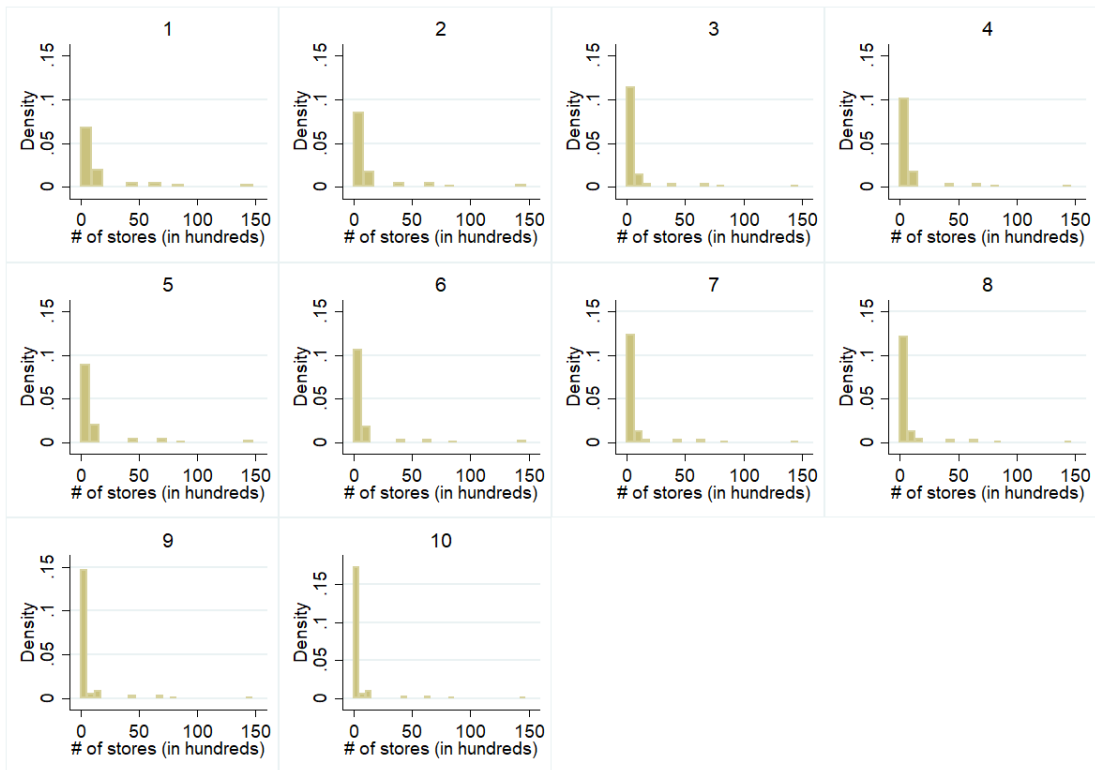 1
Density
0 .05 .1 .15
0 50 100 150
# of stores (in hundreds)
2
Density
0 .05 .1 .15
0 50 100 150
# of stores (in hundreds)
3
Density
0 .05 .1 .15
0 50 100 150
# of stores (in hundreds)
4
Density
0 .05 .1 .15
0 50 100 150
# of stores (in hundreds)
5
Density
0 .05 .1 .15
0 50 100 150
# of stores (in hundreds)
6
Density
0 .05 .1 .15
0 50 100 150
# of stores (in hundreds)
7
Density
0 .05 .1 .15
0 50 100 150
# of stores (in hundreds)
8
Density
0 .05 .1 .15
0 50 100 150
# of stores (in hundreds)
9
Density
0 .05 .1 .15
0 50 100 150
# of stores (in hundreds)
10
Density
0 .05 .1 .15
0 50 100 150
# of stores (in hundreds)